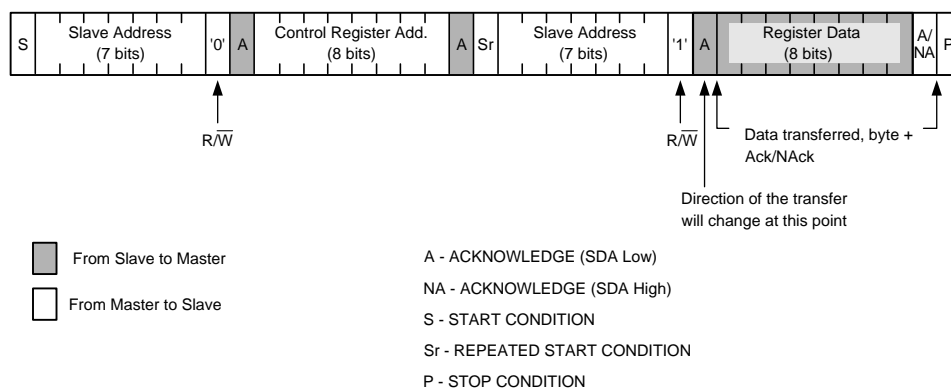 S Slave Address (7 bits) '0' A Control Register Add. (8 bits) A Sr Slave Address (7 bits) '1' A Register Data (8 bits) A/NA P
R/W̅ R/W̅
Data transferred, byte +
Ack/NAck
Direction of the transfer
will change at this point
From Slave to Master
From Master to Slave
A - ACKNOWLEDGE (SDA Low)
NA - ACKNOWLEDGE (SDA High)
S - START CONDITION
Sr - REPEATED START CONDITION
P - STOP CONDITION